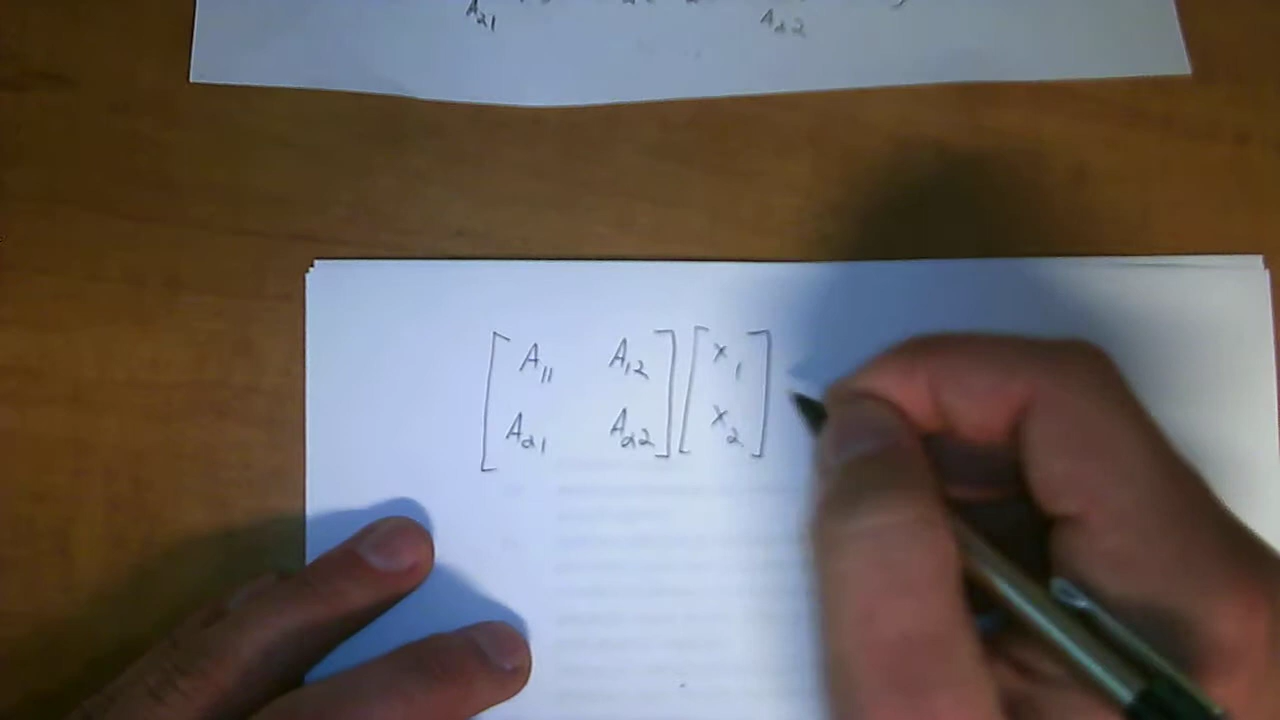 A21 A22
[ A11 A12 ] [ x1 ]
[ A21 A22 ] [ x2 ]